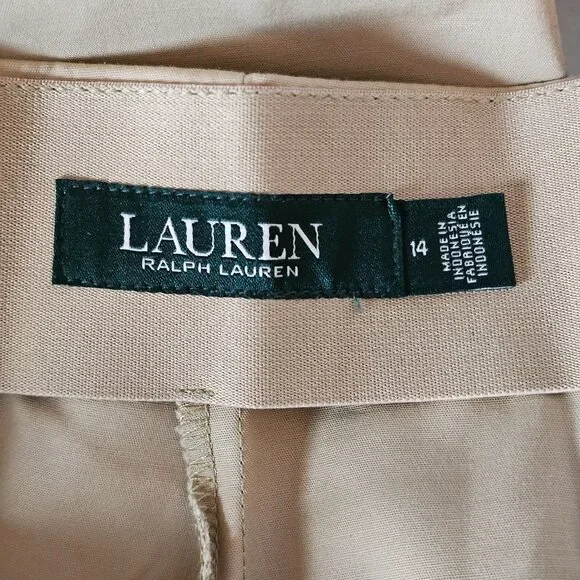 LAUREN
RALPH LAUREN
14
MADE IN
INDONESIA
FABRIQUÉ EN
INDONÉSIE